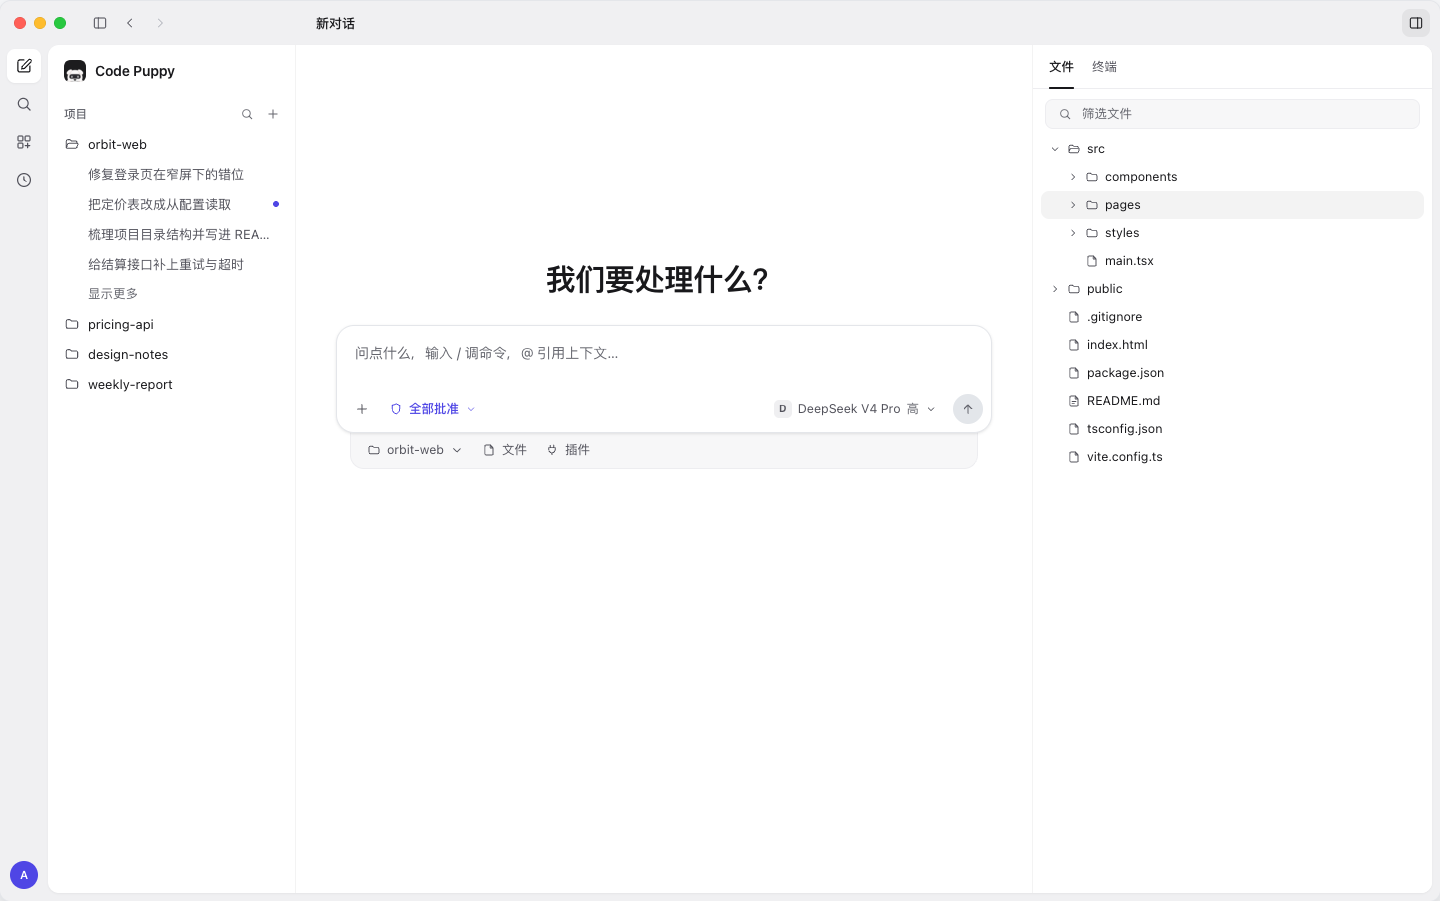 新对话
Code Puppy
项目
orbit-web
修复登录页在窄屏下的错位
把定价表改成从配置读取
梳理项目目录结构并写进 REA...
给结算接口补上重试与超时
显示更多
pricing-api
design-notes
weekly-report
A
我们要处理什么?
问点什么，输入 / 调命令，@ 引用上下文...
全部批准
D DeepSeek V4 Pro 高
orbit-web 文件 插件
文件 终端
筛选文件
src
components
pages
styles
main.tsx
public
.gitignore
index.html
package.json
README.md
tsconfig.json
vite.config.ts